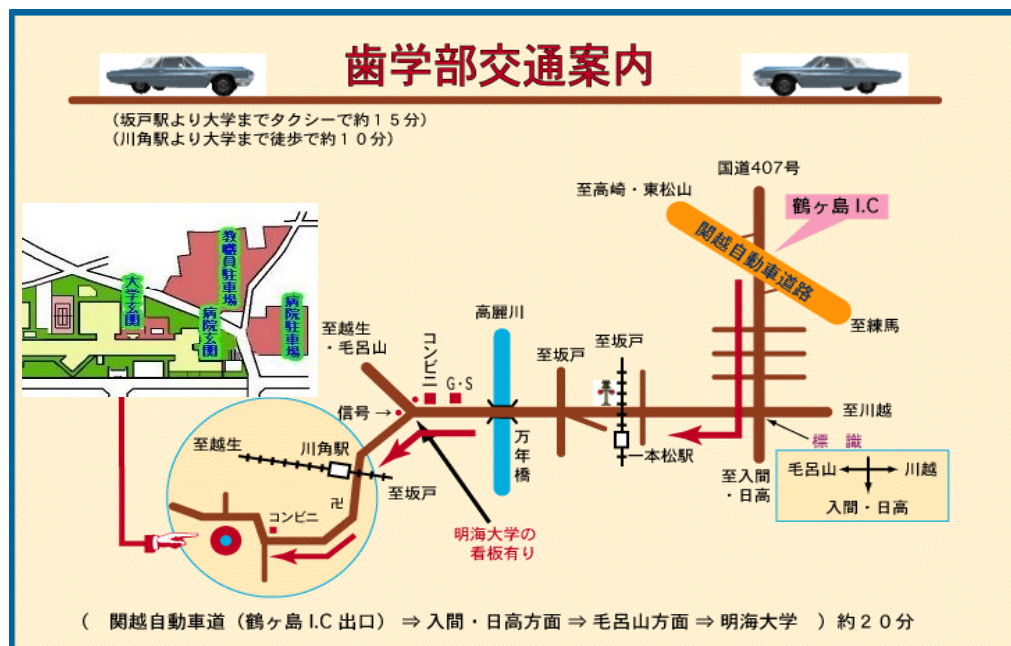 歯学部交通案内
(坂戸駅より大学までタクシーで約15分)
(川角駅より大学まで徒歩で約10分)
国道407号
至高崎・東松山
鶴ヶ島 I.C
関越自動車道路
至練馬
教職員駐車場
大学玄関
病院玄関
病院駐車場
至越生
・毛呂山
コンビニ
G・S
高麗川
至坂戸
至坂戸
信号→
至川越
万年橋
一本松駅
標 識
至入間
・日高
毛呂山
川越
入間・日高
至越生
川角駅
至坂戸
卍
コンビニ
明海大学の
看板有り
( 関越自動車道(鶴ヶ島 I.C 出口) ⇒ 入間・日高方面 ⇒ 毛呂山方面 ⇒ 明海大学 )約20分